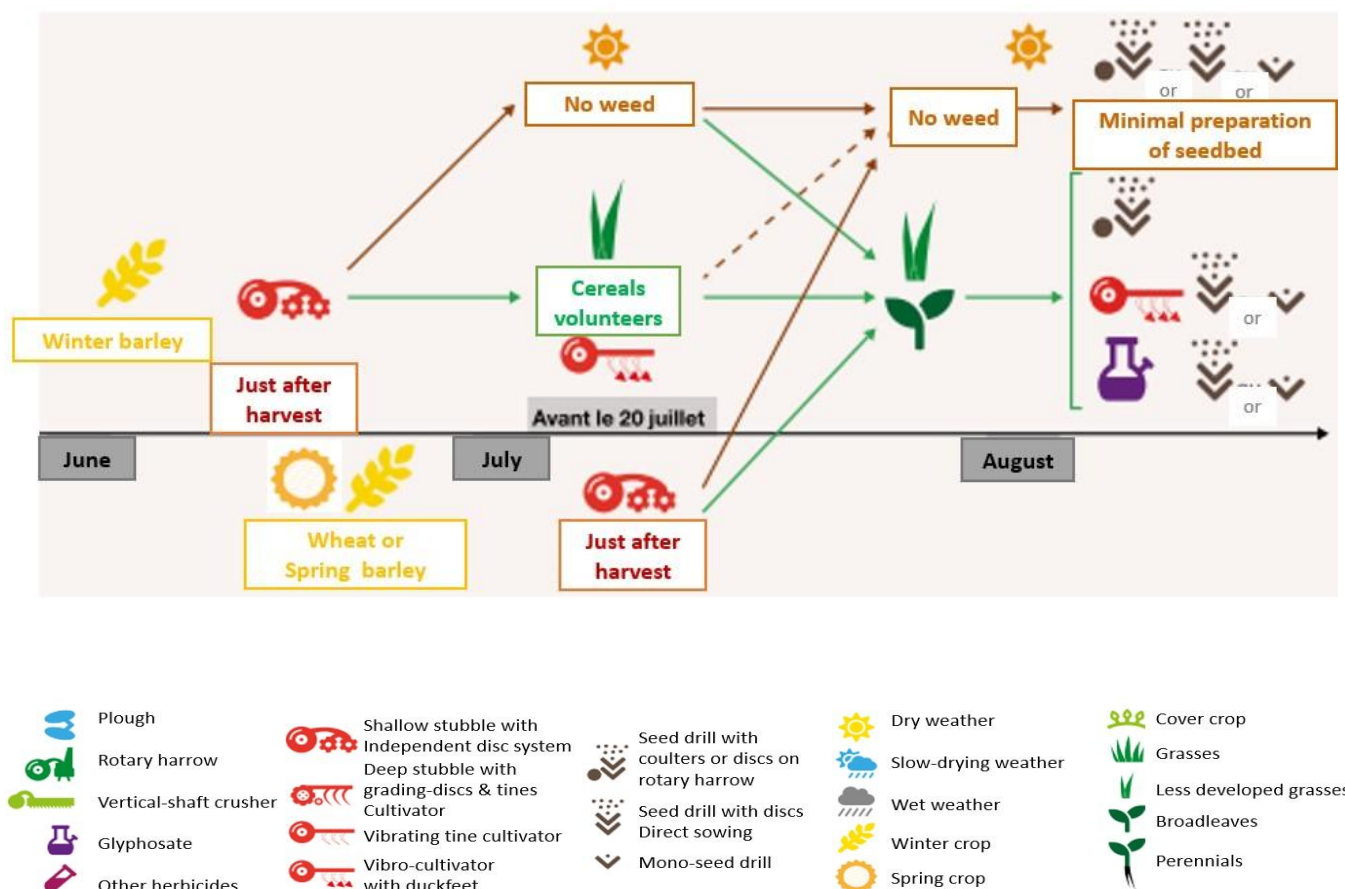 or
or
No weed
No weed
Minimal preparation
of seedbed
Cereals
volunteers
or
Winter barley
Just after
harvest
Avant le 20 juillet
or
June
July
August
Wheat or
Spring barley
Just after
harvest
Plough
Rotary harrow
Vertical-shaft crusher
Glyphosate
Other herbicides
Shallow stubble with
Independent disc system
Deep stubble with
grading-discs & tines
Cultivator
Vibrating tine cultivator
Vibro-cultivator
with duckfeet
Seed drill with
coulters or discs on
rotary harrow
Seed drill with discs
Direct sowing
Mono-seed drill
Dry weather
Slow-drying weather
Wet weather
Winter crop
Spring crop
Cover crop
Grasses
Less developed grasses
Broadleaves
Perennials